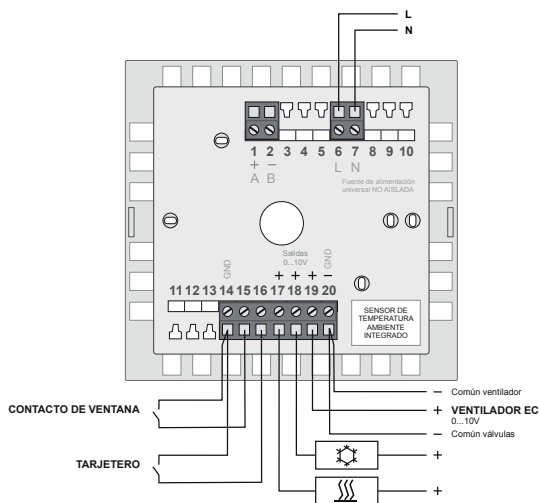 L
N
1 2 3 4 5 6 7 8 9 10
+ − L N
A B
Fuente de alimentación
universal NO AISLADA
Salidas
0...10V
GND + + + − GND
11 12 13 14 15 16 17 18 19 20
SENSOR DE
TEMPERATURA
AMBIENTE
INTEGRADO
− Común ventilador
CONTACTO DE VENTANA
+ VENTILADOR EC
0...10V
− Común válvulas
TARJETERO
+
+